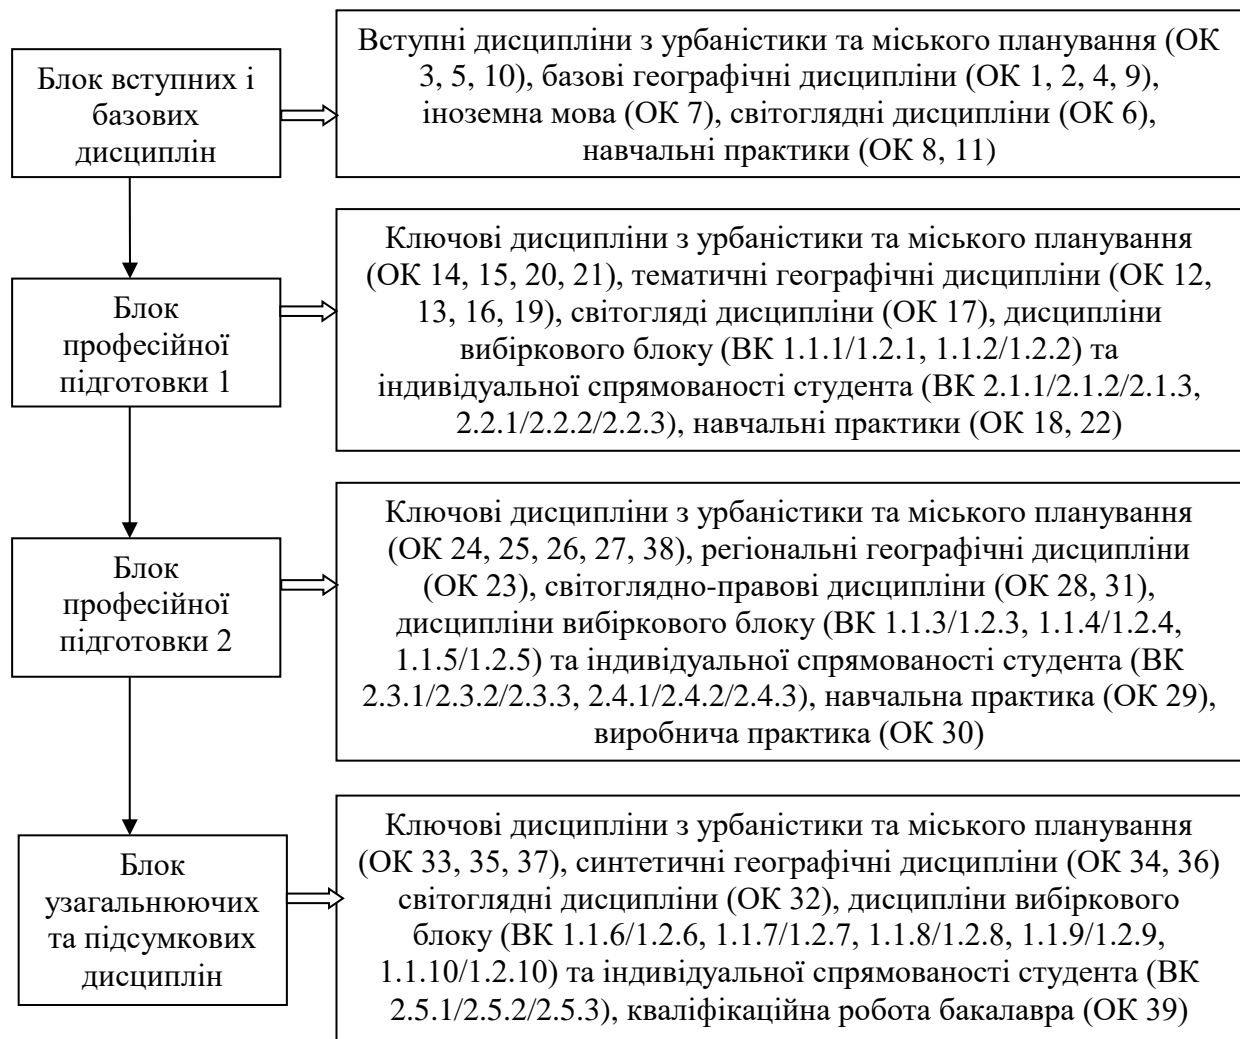 Блок вступних і
базових
дисциплін
Вступні дисципліни з урбаністики та міського планування (ОК
3, 5, 10), базові географічні дисципліни (ОК 1, 2, 4, 9),
іноземна мова (ОК 7), світоглядні дисципліни (ОК 6),
навчальні практики (ОК 8, 11)
Блок
професійної
підготовки 1
Ключові дисципліни з урбаністики та міського планування
(ОК 14, 15, 20, 21), тематичні географічні дисципліни (ОК 12,
13, 16, 19), світогляді дисципліни (ОК 17), дисципліни
вибіркового блоку (ВК 1.1.1/1.2.1, 1.1.2/1.2.2) та
індивідуальної спрямованості студента (ВК 2.1.1/2.1.2/2.1.3,
2.2.1/2.2.2/2.2.3), навчальні практики (ОК 18, 22)
Блок
професійної
підготовки 2
Ключові дисципліни з урбаністики та міського планування
(ОК 24, 25, 26, 27, 38), регіональні географічні дисципліни
(ОК 23), світоглядно-правові дисципліни (ОК 28, 31),
дисципліни вибіркового блоку (ВК 1.1.3/1.2.3, 1.1.4/1.2.4,
1.1.5/1.2.5) та індивідуальної спрямованості студента (ВК
2.3.1/2.3.2/2.3.3, 2.4.1/2.4.2/2.4.3), навчальна практика (ОК 29),
виробнича практика (ОК 30)
Блок
узагальнюючих
та підсумкових
дисциплін
Ключові дисципліни з урбаністики та міського планування
(ОК 33, 35, 37), синтетичні географічні дисципліни (ОК 34, 36)
світоглядні дисципліни (ОК 32), дисципліни вибіркового
блоку (ВК 1.1.6/1.2.6, 1.1.7/1.2.7, 1.1.8/1.2.8, 1.1.9/1.2.9,
1.1.10/1.2.10) та індивідуальної спрямованості студента (ВК
2.5.1/2.5.2/2.5.3), кваліфікаційна робота бакалавра (ОК 39)